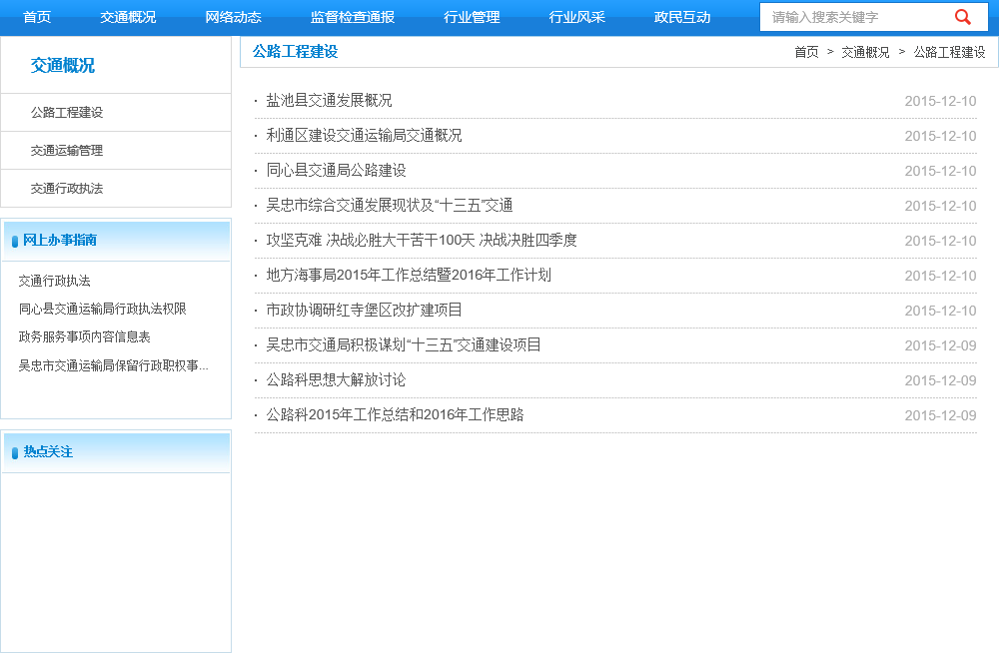 首页 交通概况 网络动态 监督检查通报 行业管理 行业风采 政民互动 请输入搜索关键字
交通概况
公路工程建设
交通运输管理
交通行政执法
网上办事指南
交通行政执法
同心县交通运输局行政执法权限
政务服务事项内容信息表
吴忠市交通运输局保留行政职权事...
热点关注
公路工程建设 首页 > 交通概况 > 公路工程建设
· 盐池县交通发展概况 2015-12-10
· 利通区建设交通运输局交通概况 2015-12-10
· 同心县交通局公路建设 2015-12-10
· 吴忠市综合交通发展现状及“十三五”交通 2015-12-10
· 攻坚克难 决战必胜大干苦干100天 决战决胜四季度 2015-12-10
· 地方海事局2015年工作总结暨2016年工作计划 2015-12-10
· 市政协调研红寺堡区改扩建项目 2015-12-10
· 吴忠市交通局积极谋划“十三五”交通建设项目 2015-12-09
· 公路科思想大解放讨论 2015-12-09
· 公路科2015年工作总结和2016年工作思路 2015-12-09